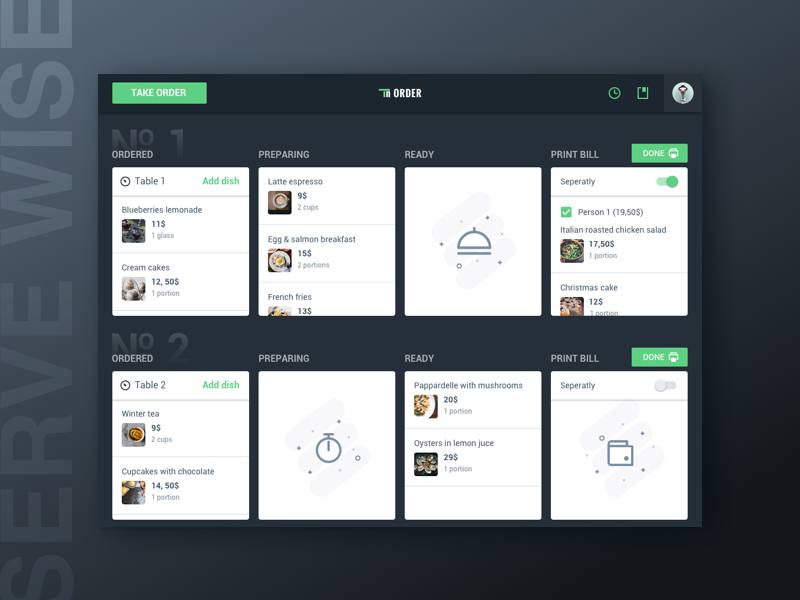 SERVEWISE
TAKE ORDER
ORDER
Nº 1
ORDERED
PREPARING
READY
PRINT BILL
DONE
Table 1
Add dish
Blueberries lemonade
11$
1 glass
Cream cakes
12, 50$
1 portion
Latte espresso
9$
2 cups
Egg & salmon breakfast
15$
2 portions
French fries
13$
Seperatly
Person 1 (19,50$)
Italian roasted chicken salad
17,50$
1 portion
Christmas cake
12$
1 portion
Nº 2
ORDERED
PREPARING
READY
PRINT BILL
DONE
Table 2
Add dish
Winter tea
9$
2 cups
Cupcakes with chocolate
14, 50$
1 portion
Pappardelle with mushrooms
20$
1 portion
Oysters in lemon juce
29$
1 portion
Seperatly